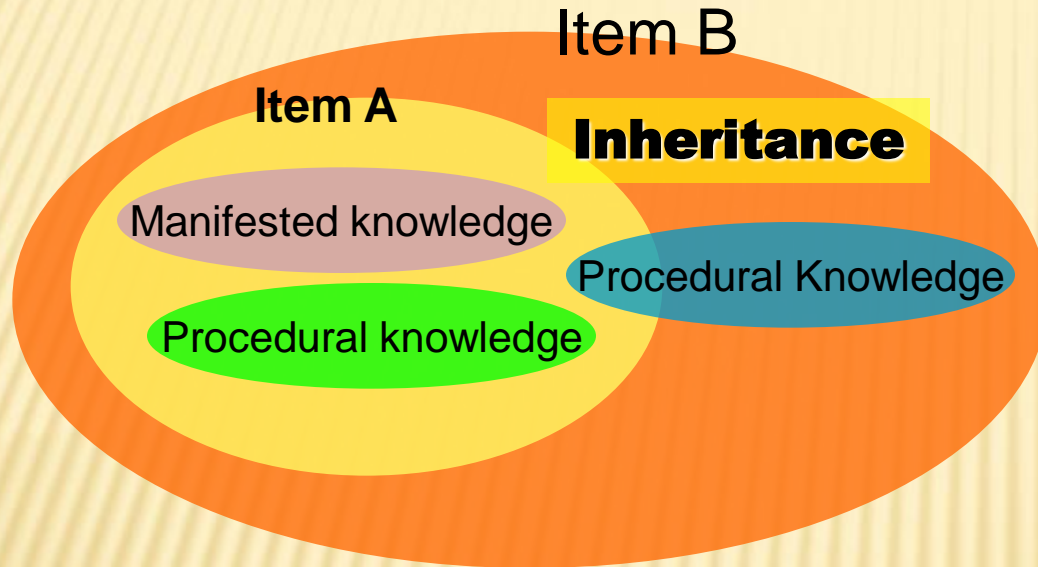 Item B
Item A
Inheritance
Manifested knowledge
Procedural Knowledge
Procedural knowledge